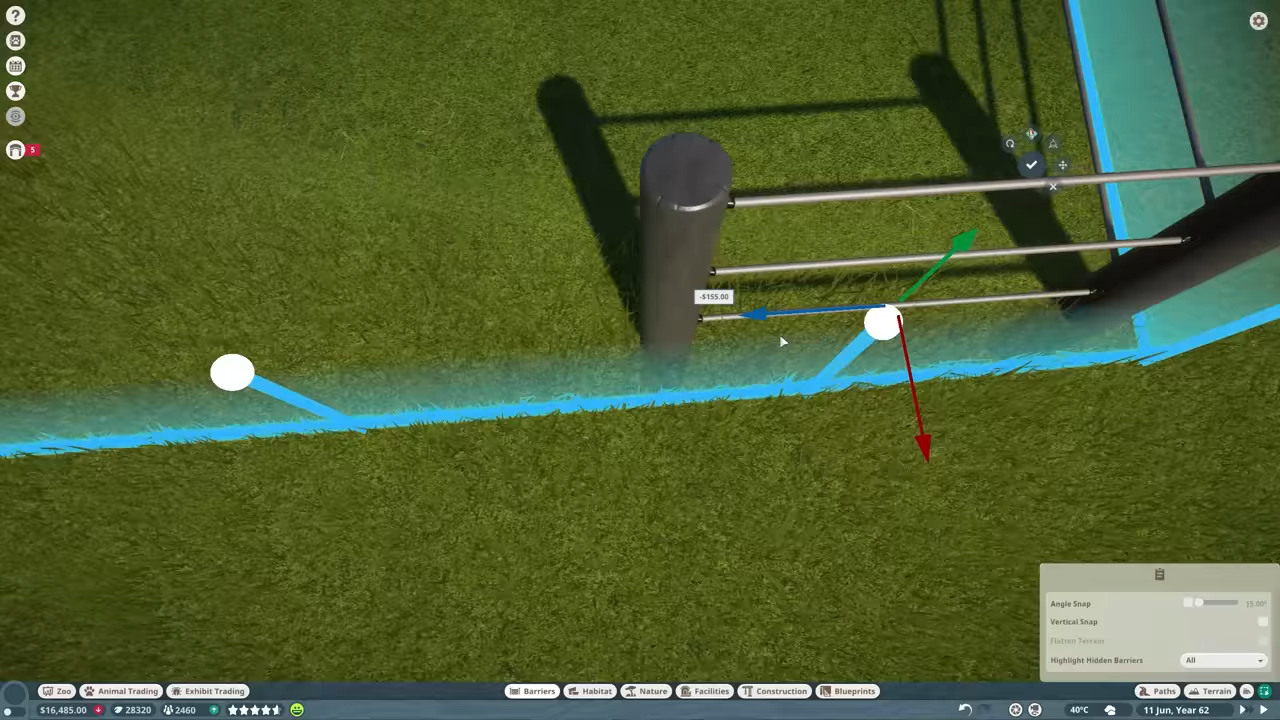 ?
5
-$155.00
Angle Snap
15.00°
Vertical Snap
Flatten Terrain
Highlight Hidden Barriers
All
Zoo
Animal Trading
Exhibit Trading
Barriers
Habitat
Nature
Facilities
Construction
Blueprints
Paths
Terrain
$16,485.00
28320
2460
40°C
11 Jun, Year 62